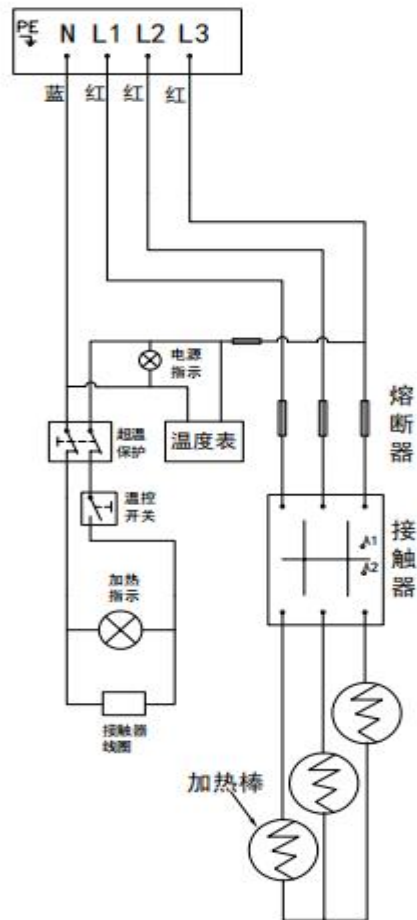 PE N L1 L2 L3
蓝 红 红 红
电源
指示
超温
保护
温度表
熔
断
器
温控
开关
接
触
器
A1
A2
加热
指示
接触器
线圈
加热棒